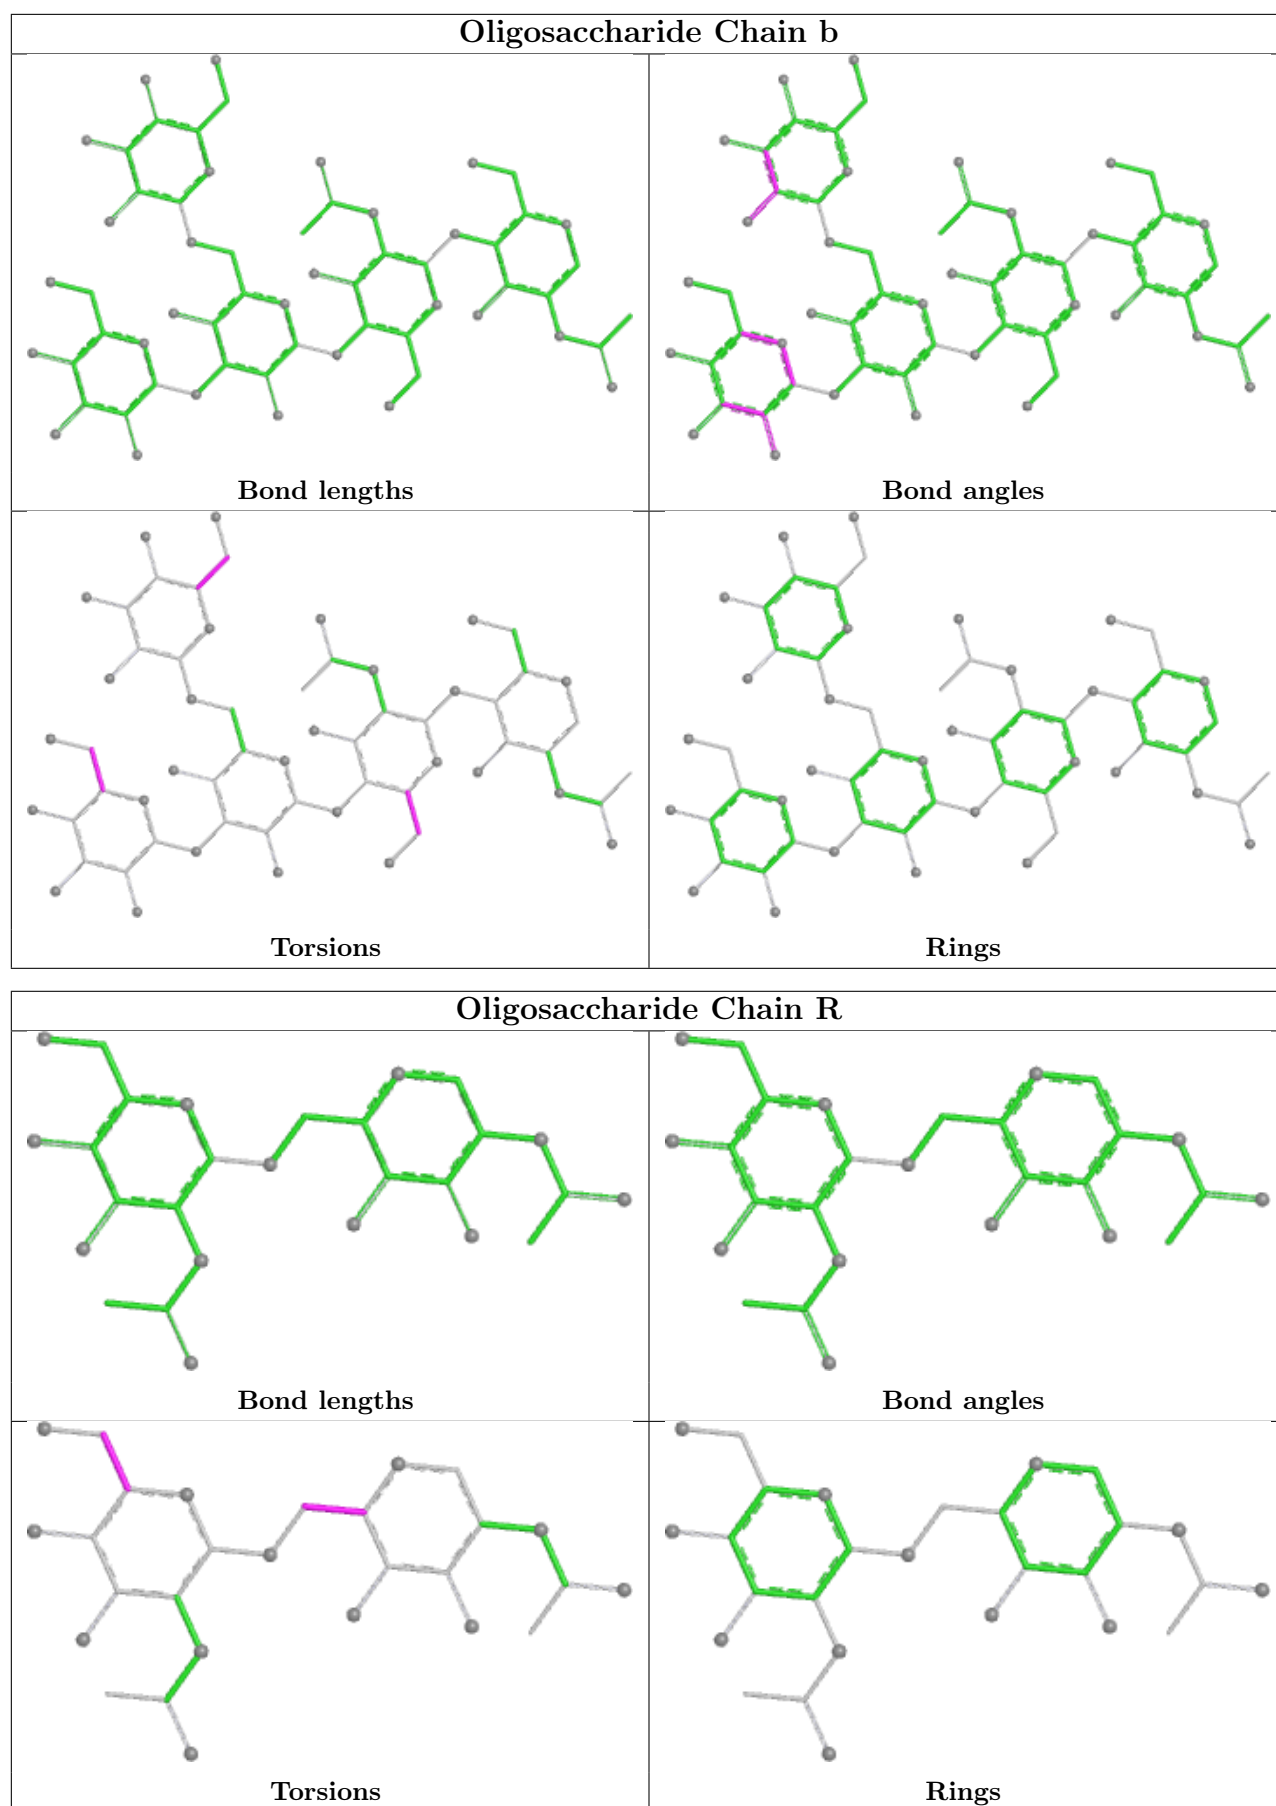 Oligosaccharide Chain b
Bond lengths
Bond angles
Torsions
Rings
Oligosaccharide Chain R
Bond lengths
Bond angles
Torsions
Rings